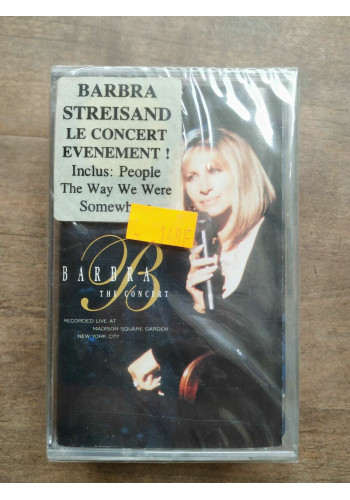 BARBRA
STREISAND
LE CONCERT
EVENEMENT !
Inclus: People
The Way We Were
B
BARBRA
THE CONCERT
RECORDED LIVE AT
MADISON SQUARE GARDEN
NEW YORK CITY